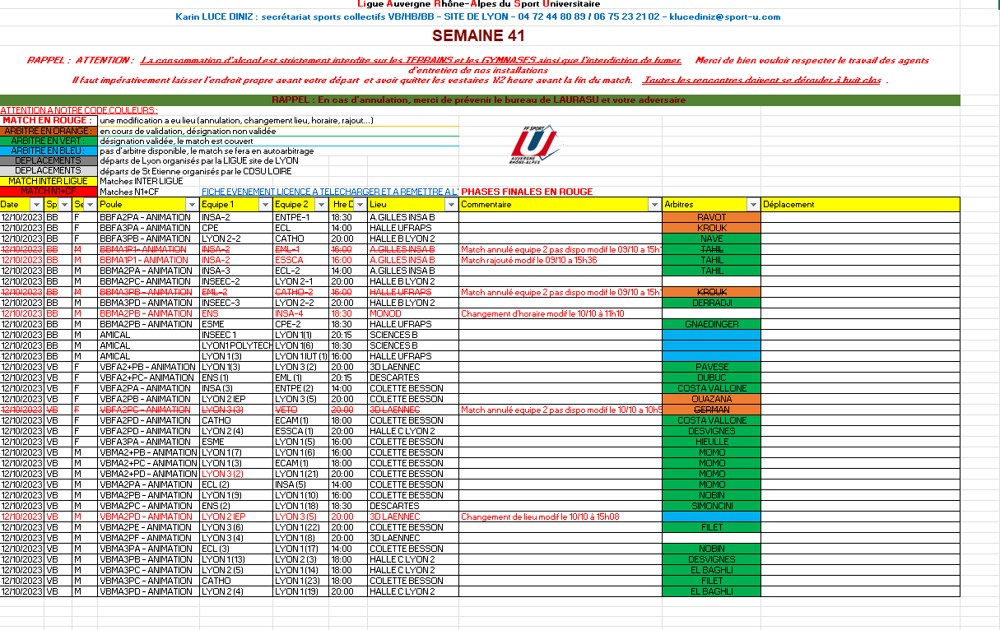 Ligue Auvergne Rhône-Alpes du Sport Universitaire
Karin LUCE DINIZ : secrétariat sports collectifs VB/HB/BB - SITE DE LYON - 04 72 44 80 89 / 06 75 23 21 02 - klucediniz@sport-u.com
SEMAINE 41
RAPPEL : ATTENTION : La consommation d'alcool est strictement interdite sur les TERRAINS et les GYMNASES ainsi que l'interdiction de fumer. Merci de bien vouloir respecter le travail des agents
d'entretien de nos installations
Il faut impérativement laisser l'endroit propre avant votre départ et avoir quitter les vestaires 1/2 heure avant la fin du match. Toutes les rencontres doivent se dérouler à huit clos .
RAPPEL : En cas d'annulation, merci de prévenir le bureau de LAURASU et votre adversaire
ATTENTION A NOTRE CODE COULEURS :
MATCH EN ROUGE : une modification a eu lieu (annulation, changement lieu, horaire, rajout...)
ARBITRE EN ORANGE : en cours de validation, désignation non validée
ARBITRE EN VERT : désignation validée, le match est couvert
ARBITRE EN BLEU : pas d'arbitre disponible, le match se fera en autoarbitrage
DEPLACEMENTS départs de Lyon organisés par la LIGUE site de LYON
DEPLACEMENTS départs de St Etienne organisés par le CDSU LOIRE
MATCH INTER LIGUE Matches INTER LIGUE
MATCH N1+CF Matches N1+CF FICHE EVENEMENT LICENCE A TELECHARGER ET A REMETTRE A L' PHASES FINALES EN ROUGE
FF SPORT U
AUVERGNE
RHÔNE-ALPES
Date Sp Se Poule Equipe 1 Equipe 2 Hre D Lieu Commentaire Arbitres Déplacement
12/10/2023 BB F BBFA2PA - ANIMATION INSA-2 ENTPE-1 18:30 A.GILLES INSA B RAVOT
12/10/2023 BB F BBFA3PA - ANIMATION CPE ECL 14:00 HALLE UFRAPS KROUK
12/10/2023 BB F BBFA3PB - ANIMATION LYON 2-2 CATHO 20:00 HALLE B LYON 2 NAVE
12/10/2023 BB M BBMA1P1 - ANIMATION INSA-2 EML-1 16:00 A.GILLES INSA B Match annulé equipe 2 pas dispo modif le 09/10 a 15h TAHIL
12/10/2023 BB M BBMA1P1 - ANIMATION INSA-2 ESSCA 16:00 A.GILLES INSA B Match rajouté modif le 09/10 a 15h36 TAHIL
12/10/2023 BB M BBMA2PA - ANIMATION INSA-3 ECL-2 14:00 A.GILLES INSA B TAHIL
12/10/2023 BB M BBMA2PC - ANIMATION INSEEC-2 LYON 2-1 20:00 HALLE B LYON 2
12/10/2023 BB M BBMA3PB - ANIMATION EML-2 CATHO-2 16:00 HALLE UFRAPS Match annulé equipe 2 pas dispo modif le 09/10 a 15h KROUK
12/10/2023 BB M BBMA3PD - ANIMATION INSEEC-3 LYON 2-2 20:00 HALLE B LYON 2 DERRADJI
12/10/2023 BB M BBMA2PB - ANIMATION ENS INSA-4 18:30 MONOD Changement d'horaire modif le 10/10 à 11h10
12/10/2023 BB M BBMA2PB - ANIMATION ESME CPE-2 18:30 HALLE UFRAPS GNAEDINGER
12/10/2023 BB M AMICAL INSEEC 1 LYON 1(1) 20:15 SCIENCES B
12/10/2023 BB M AMICAL LYON1 POLYTECH LYON 1(6) 18:30 SCIENCES B
12/10/2023 BB M AMICAL LYON 1 (3) LYON 1 IUT (1) 16:00 HALLE UFRAPS
12/10/2023 VB F VBFA2+PB - ANIMATION LYON 1(3) LYON 3 (2) 20:00 3D LAENNEC PAVESE
12/10/2023 VB F VBFA2+PC- ANIMATION ENS (1) EML (1) 20:15 DESCARTES DUBUC
12/10/2023 VB F VBFA2PA - ANIMATION INSA (3) ENTPE (2) 14:00 COLETTE BESSON COSTA VALLONE
12/10/2023 VB F VBFA2PB - ANIMATION LYON 2 IEP LYON 3 (5) 20:00 COLETTE BESSON OUAZANA
12/10/2023 VB F VBFA2PC - ANIMATION LYON 3 (3) VETO 20:00 3D LAENNEC Match annulé equipe 2 pas dispo modif le 10/10 a 10h5 GERMAN
12/10/2023 VB F VBFA2PD - ANIMATION CATHO ECAM (1) 18:00 COLETTE BESSON COSTA VALLONE
12/10/2023 VB F VBFA2PD - ANIMATION LYON 2 (4) ESSCA (1) 20:00 HALLE C LYON 2 DESVIGNES
12/10/2023 VB F VBFA3PA - ANIMATION ESME LYON 1 (5) 16:00 COLETTE BESSON HIEULLE
12/10/2023 VB M VBMA2+PB - ANIMATION LYON 1 (7) LYON 1 (6) 16:00 COLETTE BESSON MOMO
12/10/2023 VB M VBMA2+PC - ANIMATION LYON 1 (3) ECAM (1) 18:00 COLETTE BESSON MOMO
12/10/2023 VB M VBMA2+PD - ANIMATION LYON 3 (2) LYON 1 (21) 20:00 COLETTE BESSON MOMO
12/10/2023 VB M VBMA2PA - ANIMATION ECL (2) INSA (5) 14:00 COLETTE BESSON MOMO
12/10/2023 VB M VBMA2PB - ANIMATION LYON 1 (9) LYON 1 (10) 16:00 COLETTE BESSON NOBIN
12/10/2023 VB M VBMA2PC - ANIMATION ENS (2) LYON 1 (18) 18:30 DESCARTES SIMONCINI
12/10/2023 VB M VBMA2PD - ANIMATION LYON 2 IEP LYON 3 (5) 20:00 3D LAENNEC Changement de lieu modif le 10/10 à 15h08
12/10/2023 VB M VBMA2PE - ANIMATION LYON 3 (6) LYON 1 (22) 20:00 COLETTE BESSON FILET
12/10/2023 VB M VBMA2PF - ANIMATION LYON 3 (4) LYON 1 (8) 20:00 3D LAENNEC
12/10/2023 VB M VBMA3PA - ANIMATION ECL (3) LYON 1 (17) 14:00 COLETTE BESSON NOBIN
12/10/2023 VB M VBMA3PB - ANIMATION LYON 1 (13) LYON 2 (3) 18:00 HALLE C LYON 2 DESVIGNES
12/10/2023 VB M VBMA3PC - ANIMATION LYON 2 (5) LYON 1 (14) 18:00 HALLE C LYON 2 EL BAGHLI
12/10/2023 VB M VBMA3PC - ANIMATION CATHO LYON 1 (23) 18:00 COLETTE BESSON FILET
12/10/2023 VB M VBMA3PD - ANIMATION LYON 2 (4) LYON 1 (19) 20:00 HALLE C LYON 2 EL BAGHLI